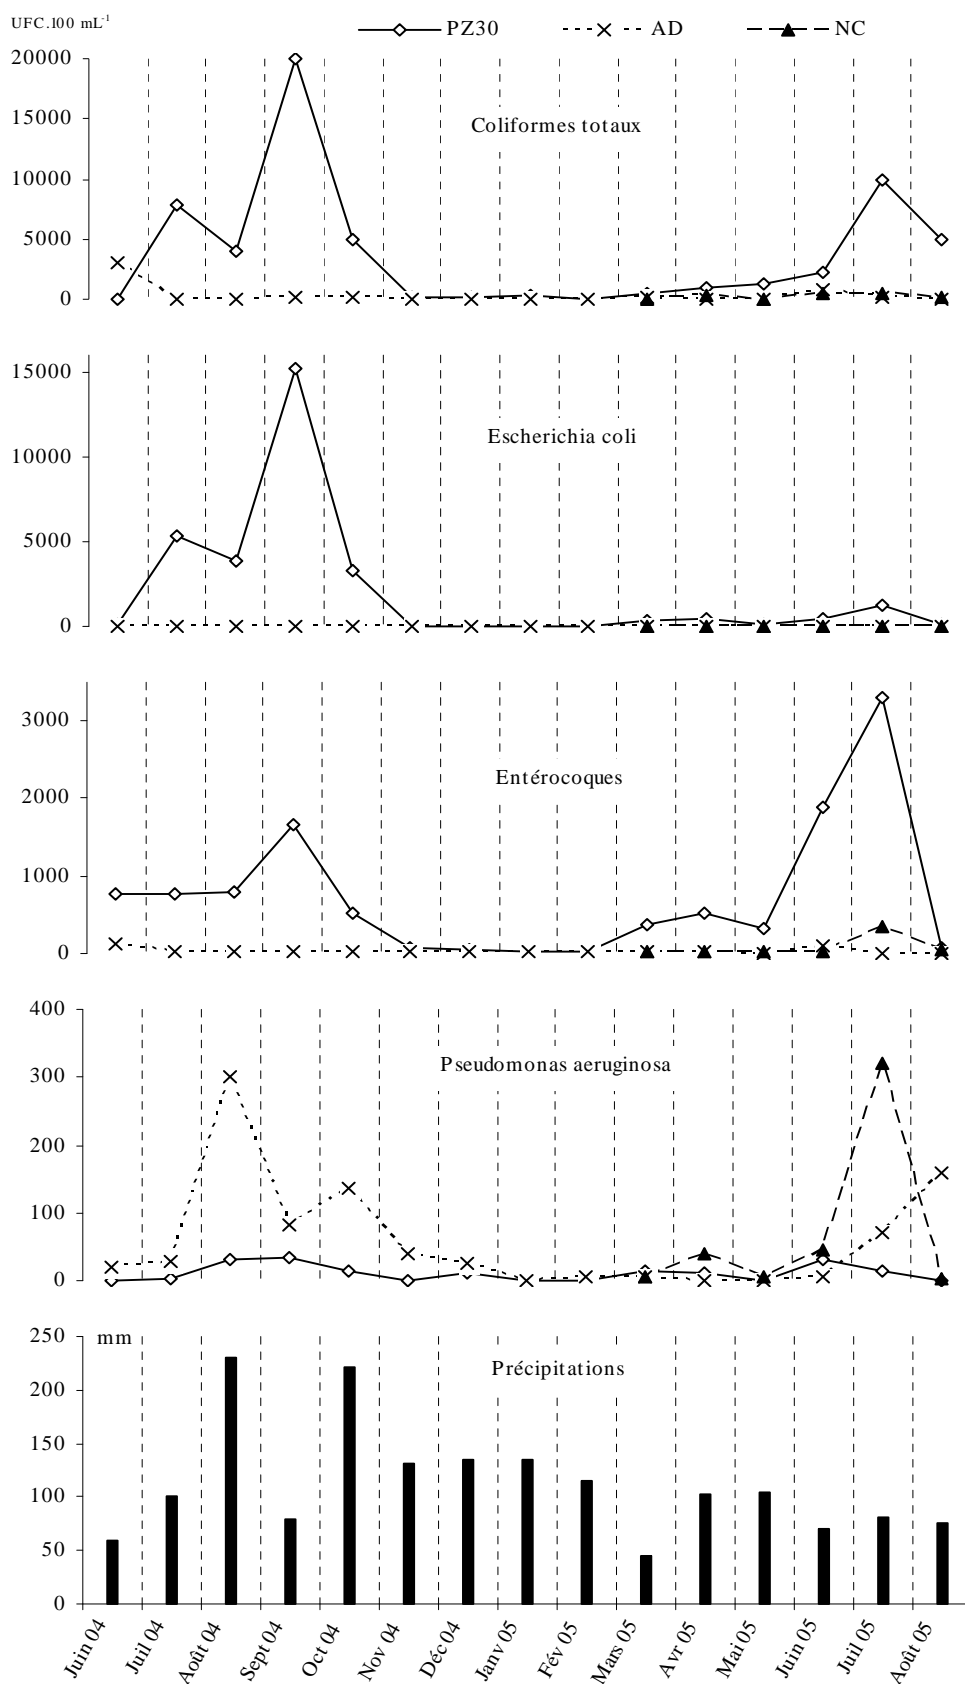 UFC.100 mL-1
PZ30 AD NC
20000
15000
10000
5000
0
Coliformes totaux
15000
10000
5000
0
Escherichia coli
3000
2000
1000
0
Entérocoques
400
300
200
100
0
Pseudomonas aeruginosa
250
200
150
100
50
0
mm
Précipitations
Juin 04
Juil 04
Août 04
Sept 04
Oct 04
Nov 04
Déc 04
Janv 05
Fév 05
Mars 05
Avr 05
Mai 05
Juin 05
Juil 05
Août 05